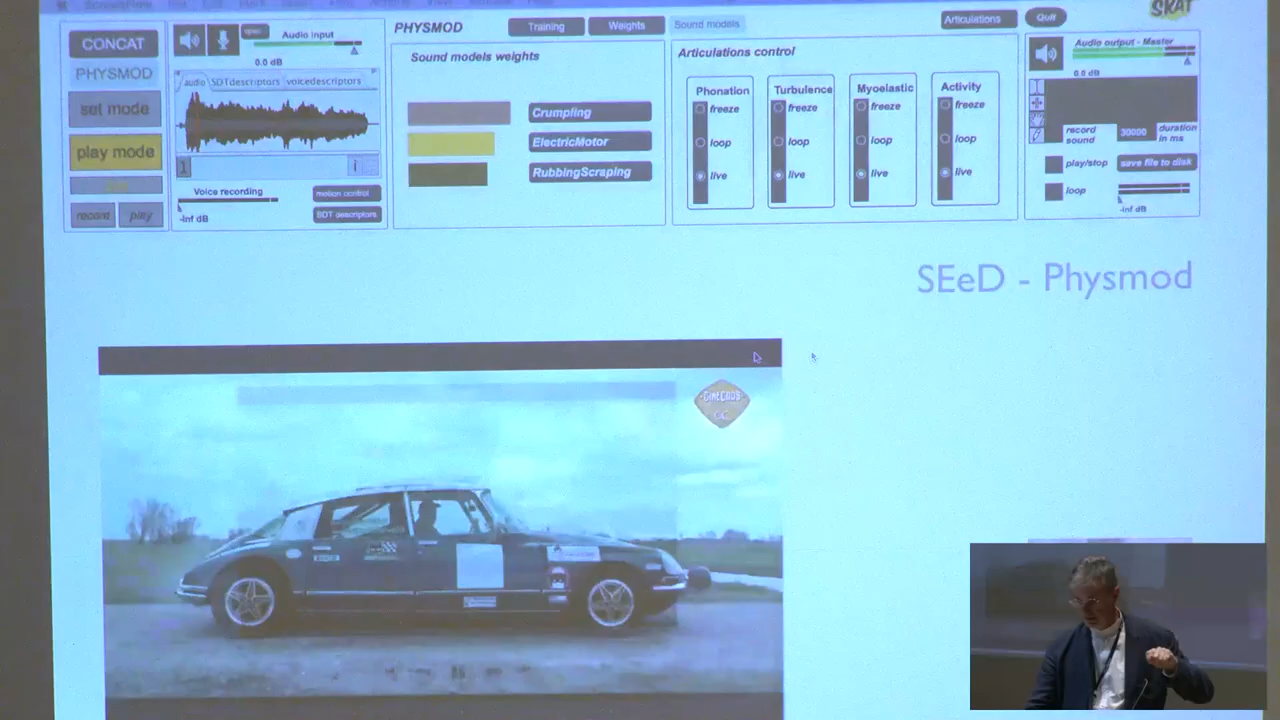 SKAT
CONCAT
PHYSMOD
set mode
play mode
record
play
open
Audio input
0.0 dB
audio
SDTdescriptors
voicedescriptors
1
i
Voice recording
-Inf dB
motion control
SDT descriptors
PHYSMOD
Training
Weights
Sound models
Articulations
Quit
Sound models weights
Crumpling
ElectricMotor
RubbingScraping
Articulations control
Phonation
freeze
loop
live
Turbulence
freeze
loop
live
Myoelastic
freeze
loop
live
Activity
freeze
loop
live
Audio output - Master
0.0 dB
record sound
30000
duration in ms
play/stop
save file to disk
loop
-inf dB
SEeD - Physmod